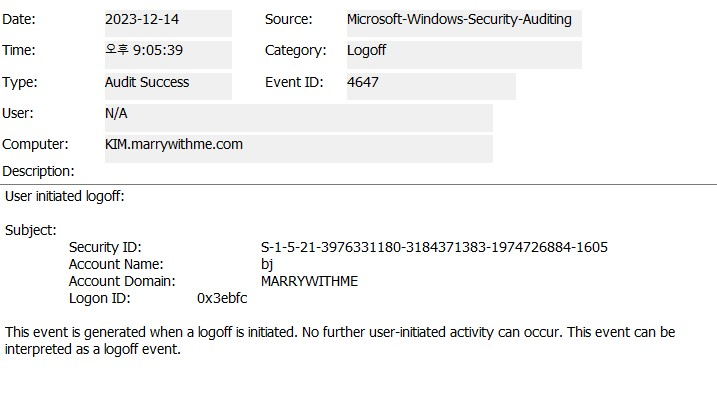 Date: 2023-12-14 Source: Microsoft-Windows-Security-Auditing
Time: 오후 9:05:39 Category: Logoff
Type: Audit Success Event ID: 4647
User: N/A
Computer: KIM.marrywithme.com
Description:
User initiated logoff:
Subject:
Security ID: S-1-5-21-3976331180-3184371383-1974726884-1605
Account Name: bj
Account Domain: MARRYWITHME
Logon ID: 0x3ebfc
This event is generated when a logoff is initiated. No further user-initiated activity can occur. This event can be
interpreted as a logoff event.